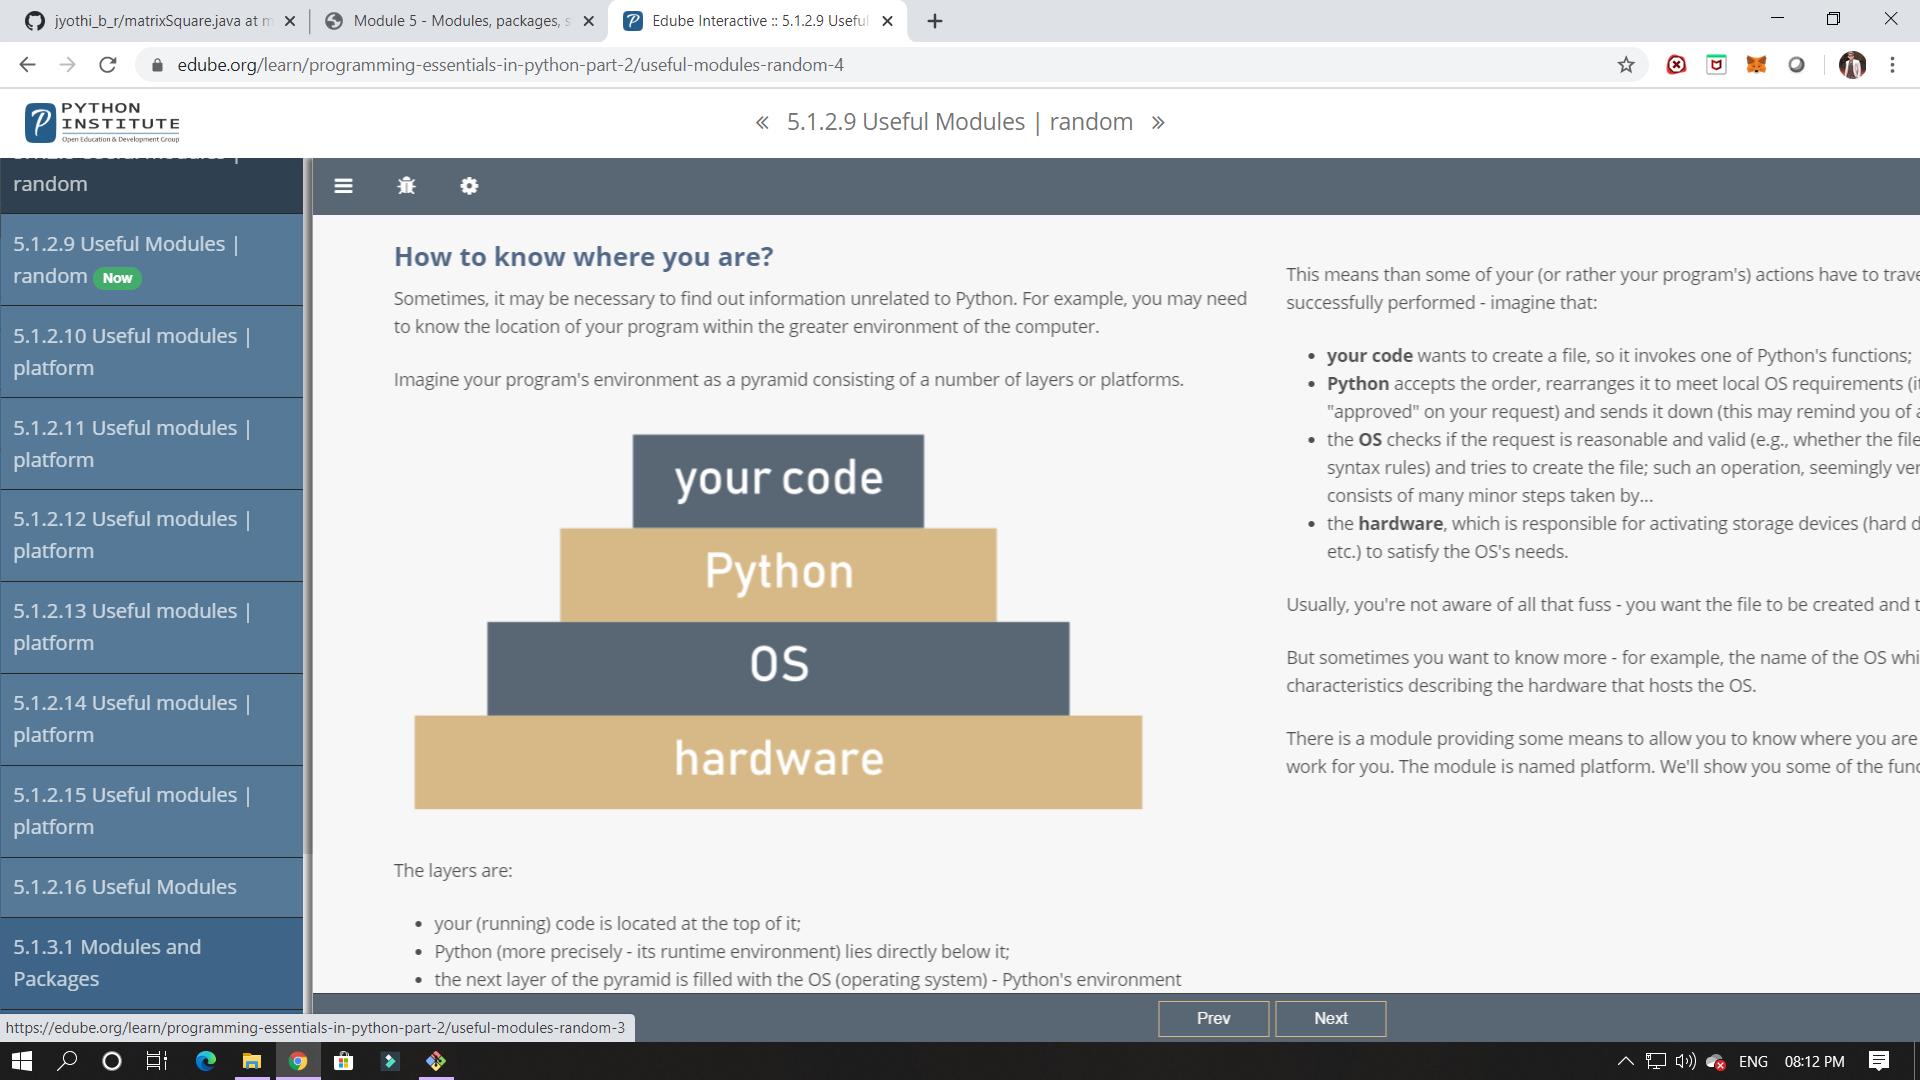 jyothi_b_r/matrixSquare.java at m
Module 5 - Modules, packages, s
Edube Interactive :: 5.1.2.9 Useful
edube.org/learn/programming-essentials-in-python-part-2/useful-modules-random-4
PYTHON
INSTITUTE
Open Education & Development Group
« 5.1.2.9 Useful Modules | random »
random
5.1.2.9 Useful Modules |
random Now
5.1.2.10 Useful modules |
platform
5.1.2.11 Useful modules |
platform
5.1.2.12 Useful modules |
platform
5.1.2.13 Useful modules |
platform
5.1.2.14 Useful modules |
platform
5.1.2.15 Useful modules |
platform
5.1.2.16 Useful Modules
5.1.3.1 Modules and
Packages
https://edube.org/learn/programming-essentials-in-python-part-2/useful-modules-random-3
How to know where you are?
Sometimes, it may be necessary to find out information unrelated to Python. For example, you may need
to know the location of your program within the greater environment of the computer.
Imagine your program's environment as a pyramid consisting of a number of layers or platforms.
your code
Python
OS
hardware
The layers are:
• your (running) code is located at the top of it;
• Python (more precisely - its runtime environment) lies directly below it;
• the next layer of the pyramid is filled with the OS (operating system) - Python's environment
This means than some of your (or rather your program's) actions have to trave
successfully performed - imagine that:
• your code wants to create a file, so it invokes one of Python's functions;
• Python accepts the order, rearranges it to meet local OS requirements (i
"approved" on your request) and sends it down (this may remind you of a
• the OS checks if the request is reasonable and valid (e.g., whether the file
syntax rules) and tries to create the file; such an operation, seemingly ver
consists of many minor steps taken by...
• the hardware, which is responsible for activating storage devices (hard d
etc.) to satisfy the OS's needs.
Usually, you're not aware of all that fuss - you want the file to be created and t
But sometimes you want to know more - for example, the name of the OS whi
characteristics describing the hardware that hosts the OS.
There is a module providing some means to allow you to know where you are
work for you. The module is named platform. We'll show you some of the func
Prev
Next
ENG
08:12 PM